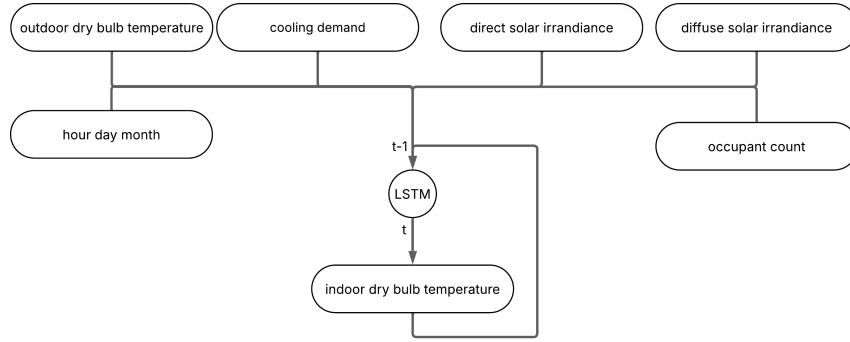 outdoor dry bulb temperature
cooling demand
direct solar irrandiance
diffuse solar irrandiance
hour day month
occupant count
t-1
LSTM
t
indoor dry bulb temperature